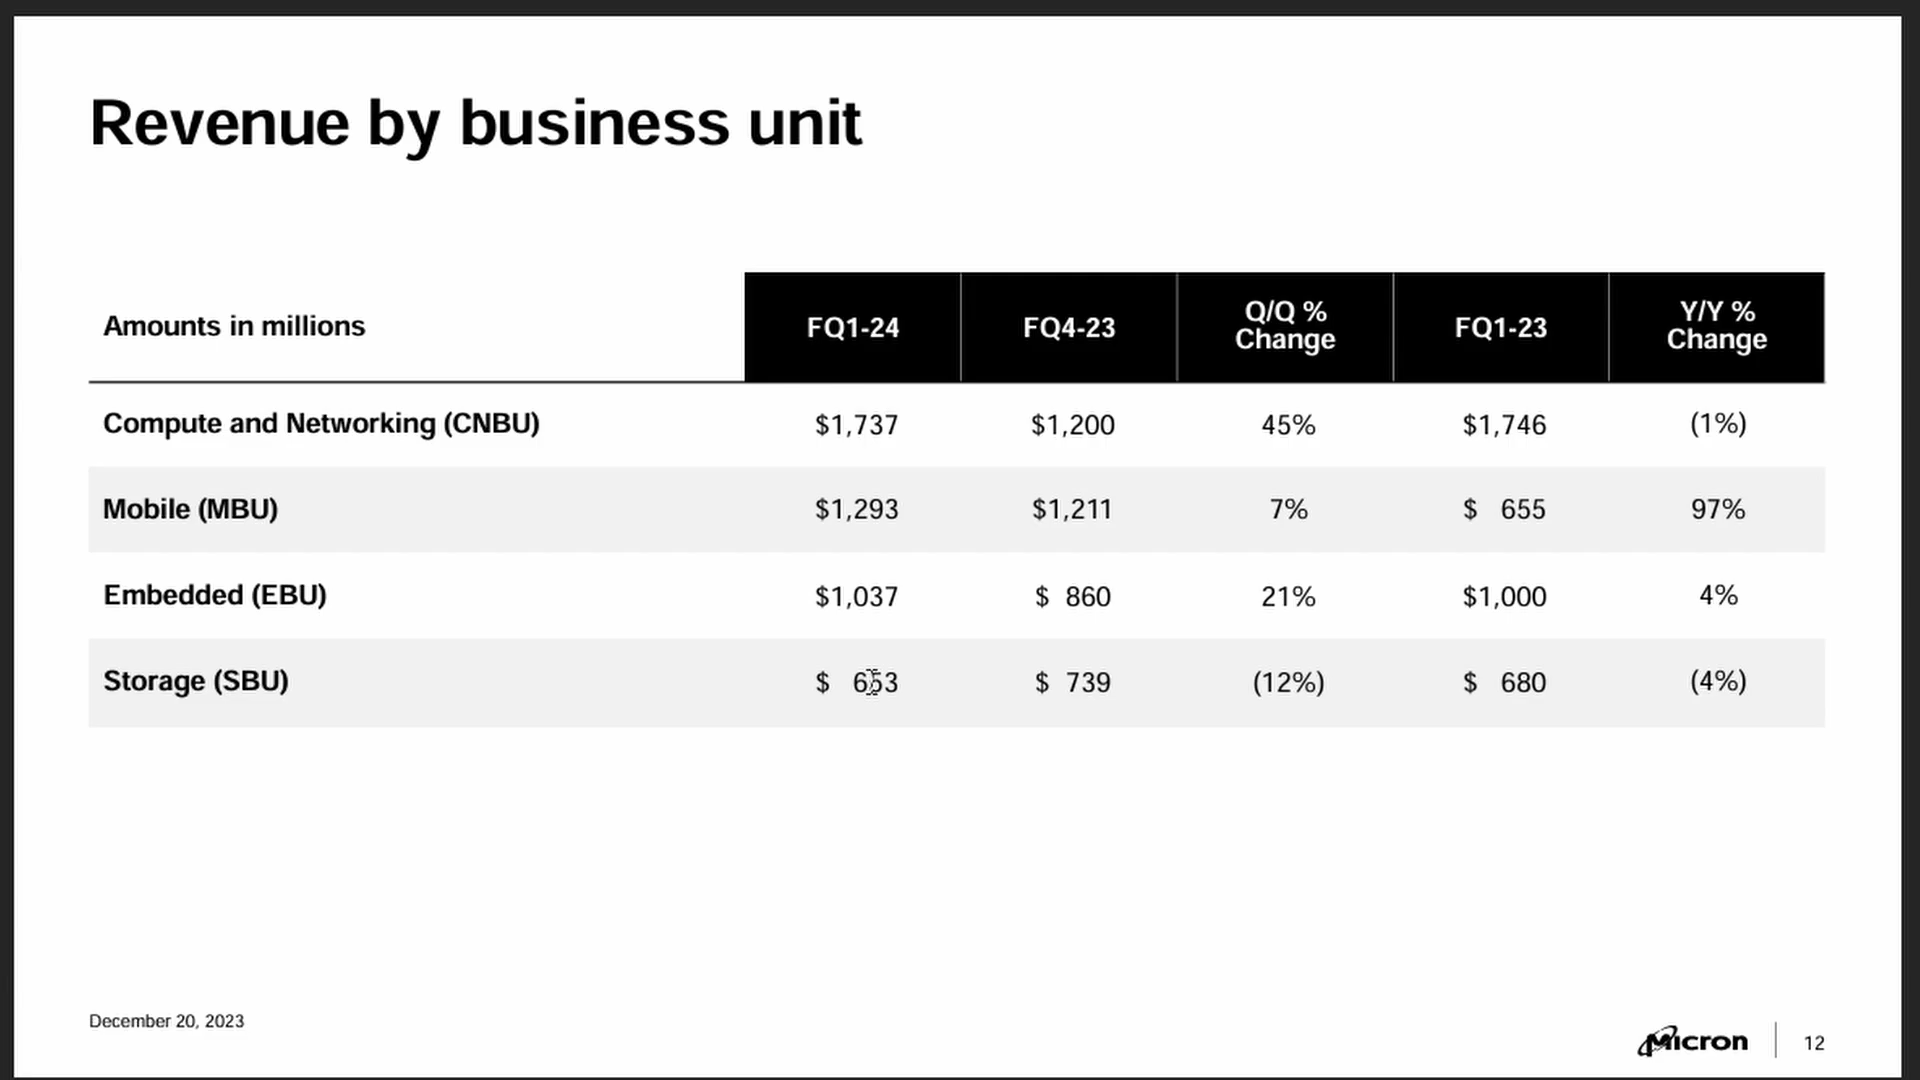 Revenue by business unit
Amounts in millions FQ1-24 FQ4-23 Q/Q % Change FQ1-23 Y/Y % Change
Compute and Networking (CNBU) $1,737 $1,200 45% $1,746 (1%)
Mobile (MBU) $1,293 $1,211 7% $ 655 97%
Embedded (EBU) $1,037 $ 860 21% $1,000 4%
Storage (SBU) $ 653 $ 739 (12%) $ 680 (4%)
December 20, 2023
Micron 12